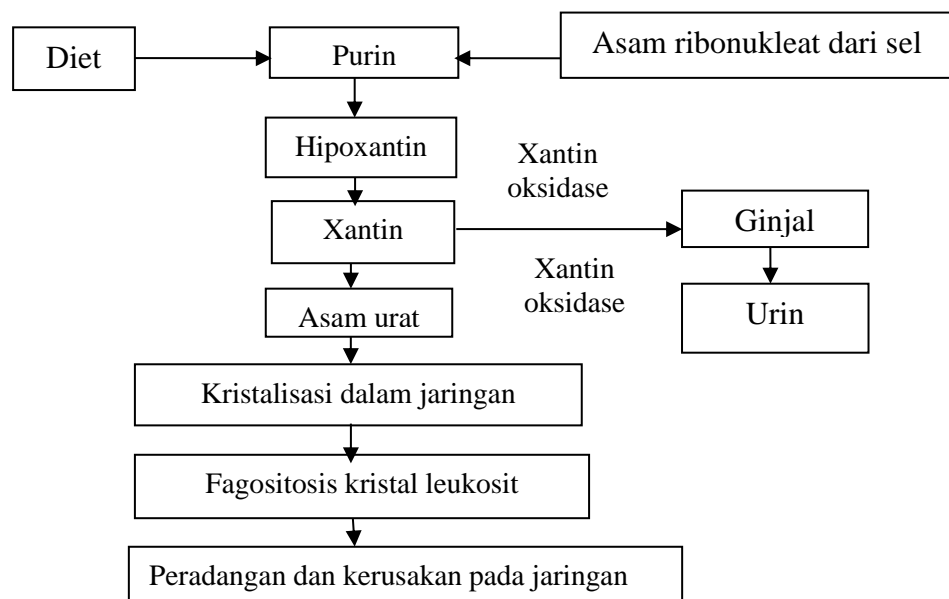 Diet
Purin
Asam ribonukleat dari sel
Hipoxantin
Xantin
oksidase
Xantin
Ginjal
Xantin
oksidase
Asam urat
Urin
Kristalisasi dalam jaringan
Fagositosis kristal leukosit
Peradangan dan kerusakan pada jaringan